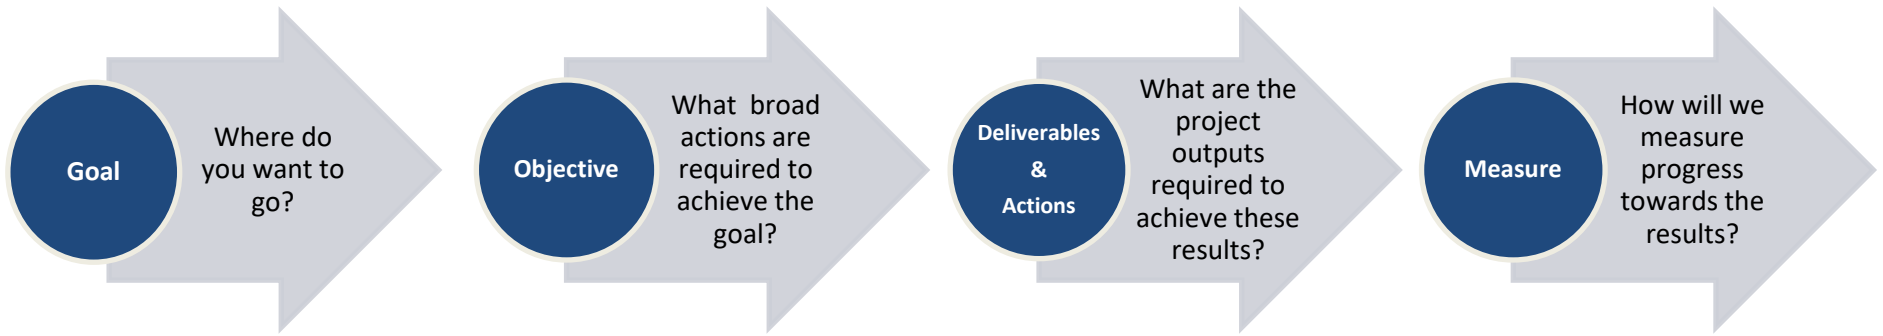 Goal
Where do
you want to
go?
Objective
What broad
actions are
required to
achieve the
goal?
Deliverables
&
Actions
What are the
project
outputs
required to
achieve these
results?
Measure
How will we
measure
progress
towards the
results?